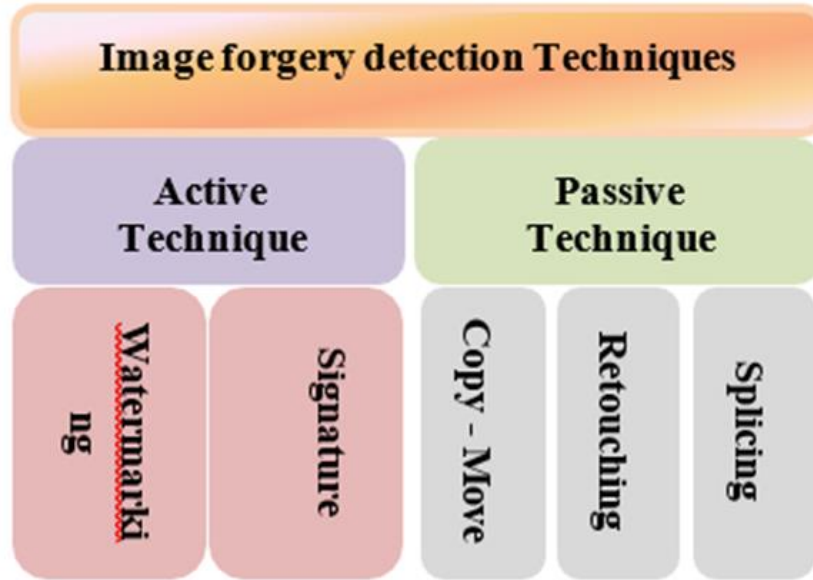 Image forgery detection Techniques
Active
Technique
Passive
Technique
Watermarki
ng
Signature
Copy - Move
Retouching
Splicing